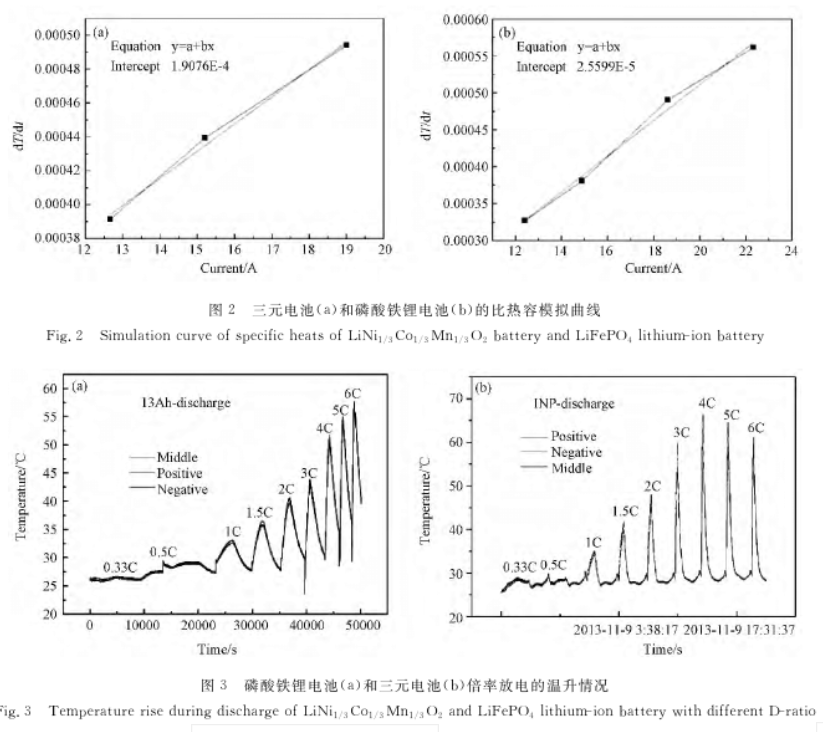 (a)
Equation y=a+bx
Intercept 1.9076E-4
0.00050
0.00048
0.00046
0.00044
0.00042
0.00040
0.00038
dT/dt
12 13 14 15 16 17 18 19 20
Current/A
(b)
Equation y=a+bx
Intercept 2.5599E-5
0.00060
0.00055
0.00050
0.00045
0.00040
0.00035
0.00030
dT/dt
12 14 16 18 20 22 24
Current/A
图 2 三元电池(a)和磷酸铁锂电池(b)的比热容模拟曲线
Fig. 2 Simulation curve of specific heats of LiNi1/3Co1/3Mn1/3O2 battery and LiFePO4 lithium-ion battery
(a)
13Ah-discharge
Middle
Positive
Negative
0.33C 0.5C 1C 1.5C 2C 3C 4C 5C 6C
60
55
50
45
40
35
30
25
20
Temperature/℃
0 10000 20000 30000 40000 50000
Time/s
(b)
INP-discharge
Positive
Negative
Middle
0.33C 0.5C 1C 1.5C 2C 3C 4C 5C 6C
70
60
50
40
30
20
Temperature/℃
2013-11-9 3:38:17 2013-11-9 17:31:37
Time/s
图 3 磷酸铁锂电池(a)和三元电池(b)倍率放电的温升情况
Fig. 3 Temperature rise during discharge of LiNi1/3Co1/3Mn1/3O2 and LiFePO4 lithium-ion battery with different D-ratio